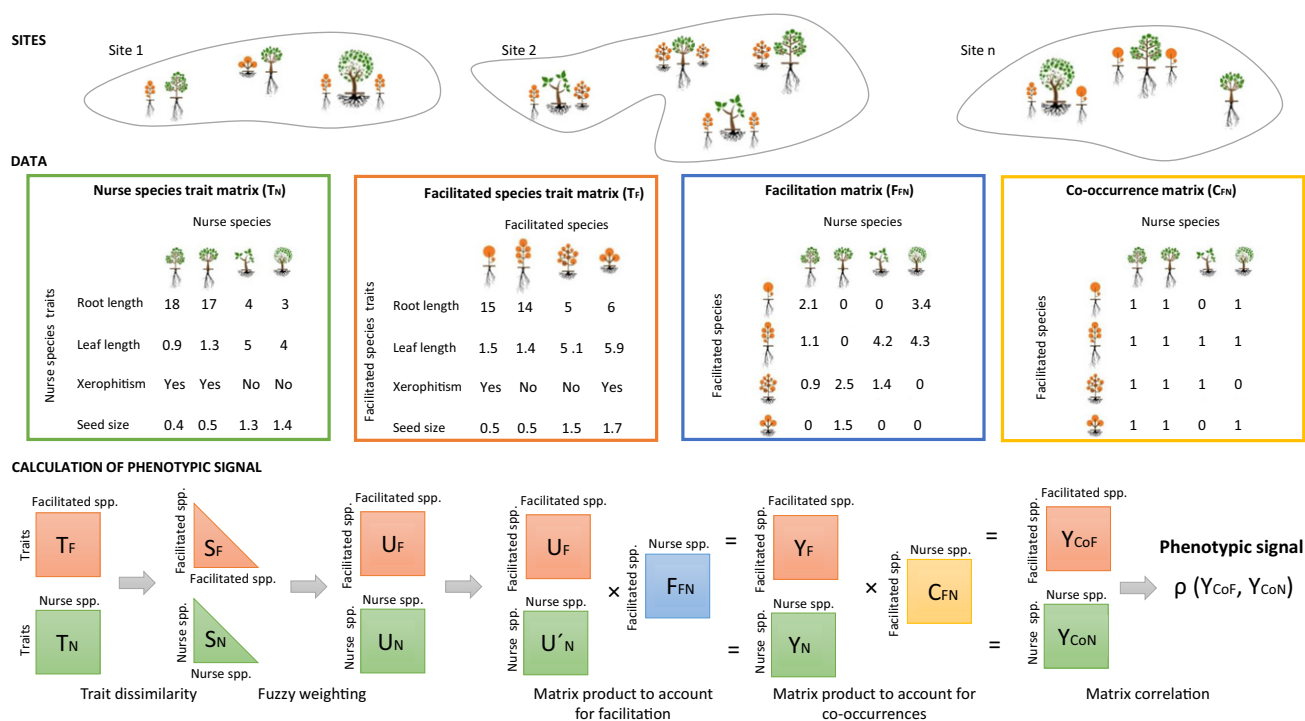 SITES
Site 1
Site 2
Site n
DATA
Nurse species trait matrix (TN)
Nurse species
Nurse species traits
Root length 18 17 4 3
Leaf length 0.9 1.3 5 4
Xerophitism Yes Yes No No
Seed size 0.4 0.5 1.3 1.4
Facilitated species trait matrix (TF)
Facilitated species
Facilitated species traits
Root length 15 14 5 6
Leaf length 1.5 1.4 5 .1 5.9
Xerophitism Yes No No Yes
Seed size 0.5 0.5 1.5 1.7
Facilitation matrix (FFN)
Nurse species
Facilitated species
2.1 0 0 3.4
1.1 0 4.2 4.3
0.9 2.5 1.4 0
0 1.5 0 0
Co-occurrence matrix (CFN)
Nurse species
Facilitated species
1 1 0 1
1 1 1 1
1 1 1 0
1 1 0 1
CALCULATION OF PHENOTYPIC SIGNAL
Facilitated spp.
Traits
TF
Nurse spp.
Traits
TN
Trait dissimilarity
Facilitated spp.
SF
Facilitated spp.
Nurse spp.
SN
Nurse spp.
Fuzzy weighting
Facilitated spp.
Facilitated spp.
UF
Nurse spp.
Nurse spp.
UN
Facilitated spp.
Facilitated spp.
UF
Nurse spp.
Nurse spp.
U´N
×
Nurse spp.
Facilitated spp.
FFN
=
=
Matrix product to account
for facilitation
Facilitated spp.
Facilitated spp.
YF
Nurse spp.
Nurse spp.
YN
×
Nurse spp.
Facilitated spp.
CFN
=
=
Matrix product to account for
co-occurrences
Facilitated spp.
Facilitated spp.
YCoF
Nurse spp.
Nurse spp.
YCoN
Matrix correlation
Phenotypic signal
ρ (YCoF, YCoN)